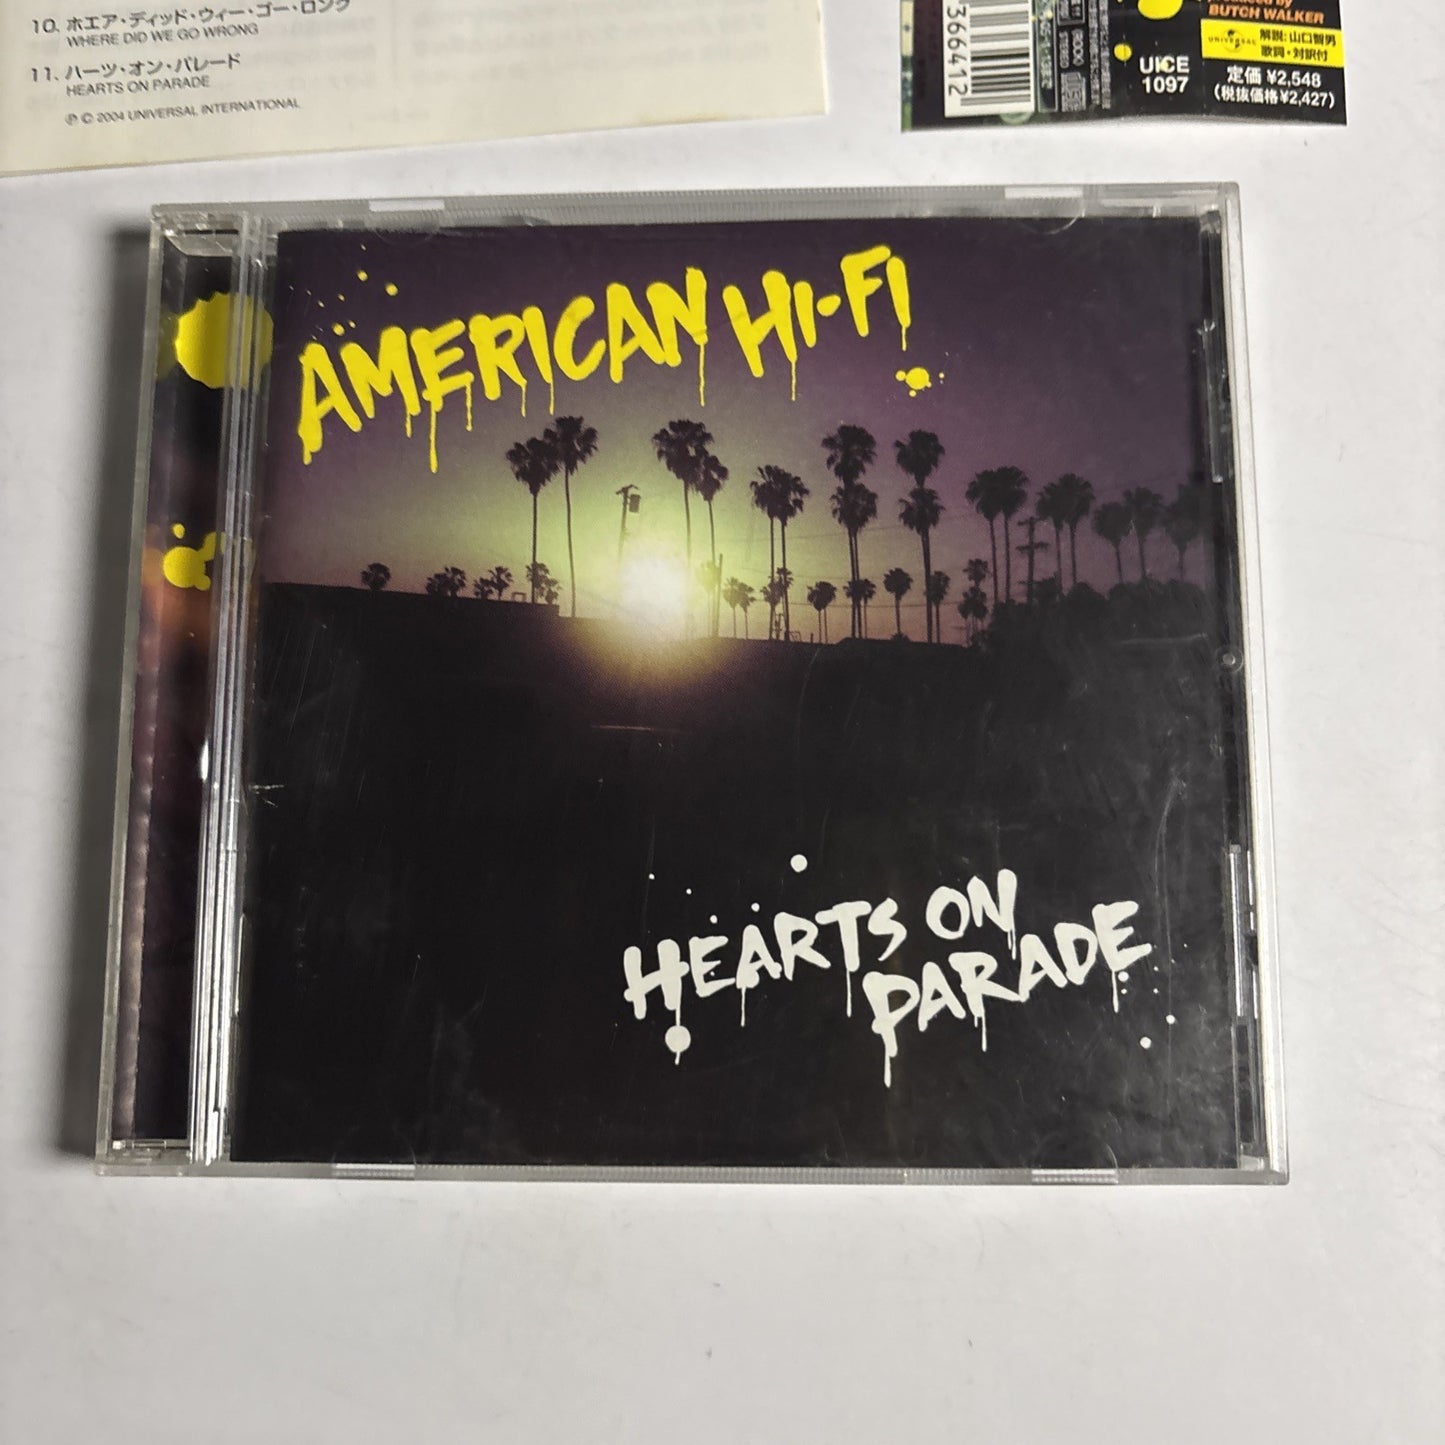 10. ホエア・ディッド・ウィー・ゴー・ロング
WHERE DID WE GO WRONG
11. ハーツ・オン・パレード
HEARTS ON PARADE
Ⓟ © 2004 UNIVERSAL INTERNATIONAL
366412
produced by
BUTCH WALKER
UICE
1097
UNIVERSAL
解説:山口智男
歌詞・対訳付
定価 ¥2,548
(税抜価格¥2,427)
AMERICAN HI-FI
HEARTS ON
PARADE